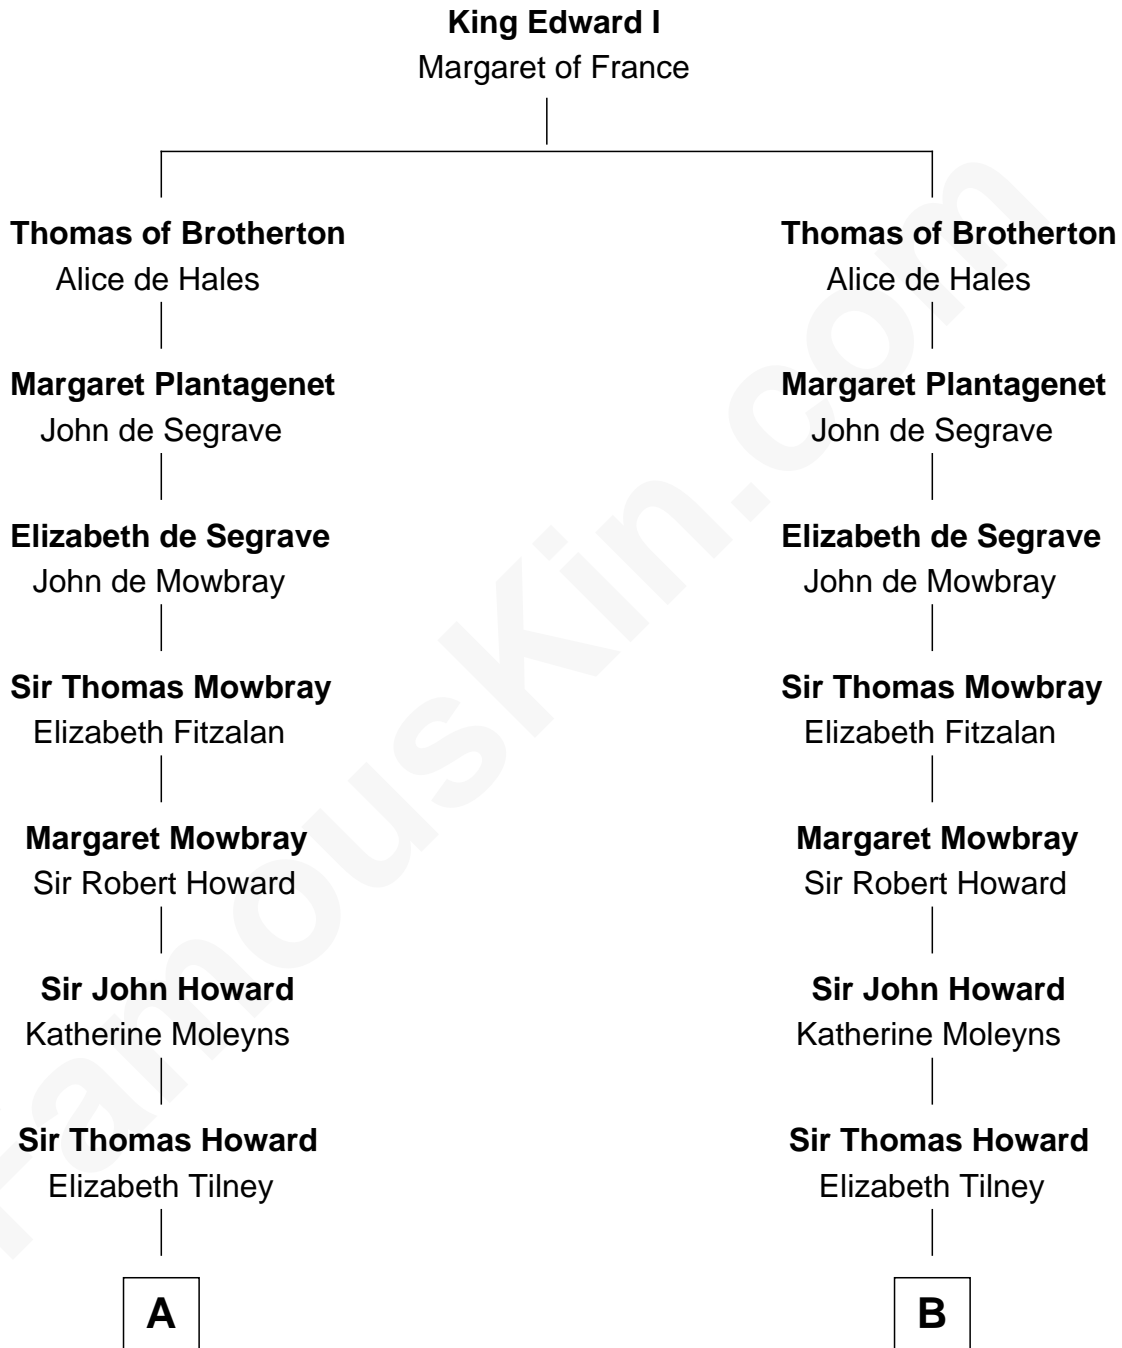 King Edward I
Margaret of France
Thomas of Brotherton
Alice de Hales
Thomas of Brotherton
Alice de Hales
Margaret Plantagenet
John de Segrave
Margaret Plantagenet
John de Segrave
Elizabeth de Segrave
John de Mowbray
Elizabeth de Segrave
John de Mowbray
Sir Thomas Mowbray
Elizabeth Fitzalan
Sir Thomas Mowbray
Elizabeth Fitzalan
Margaret Mowbray
Sir Robert Howard
Margaret Mowbray
Sir Robert Howard
Sir John Howard
Katherine Moleyns
Sir John Howard
Katherine Moleyns
Sir Thomas Howard
Elizabeth Tilney
Sir Thomas Howard
Elizabeth Tilney
A
B
FamousKin.com